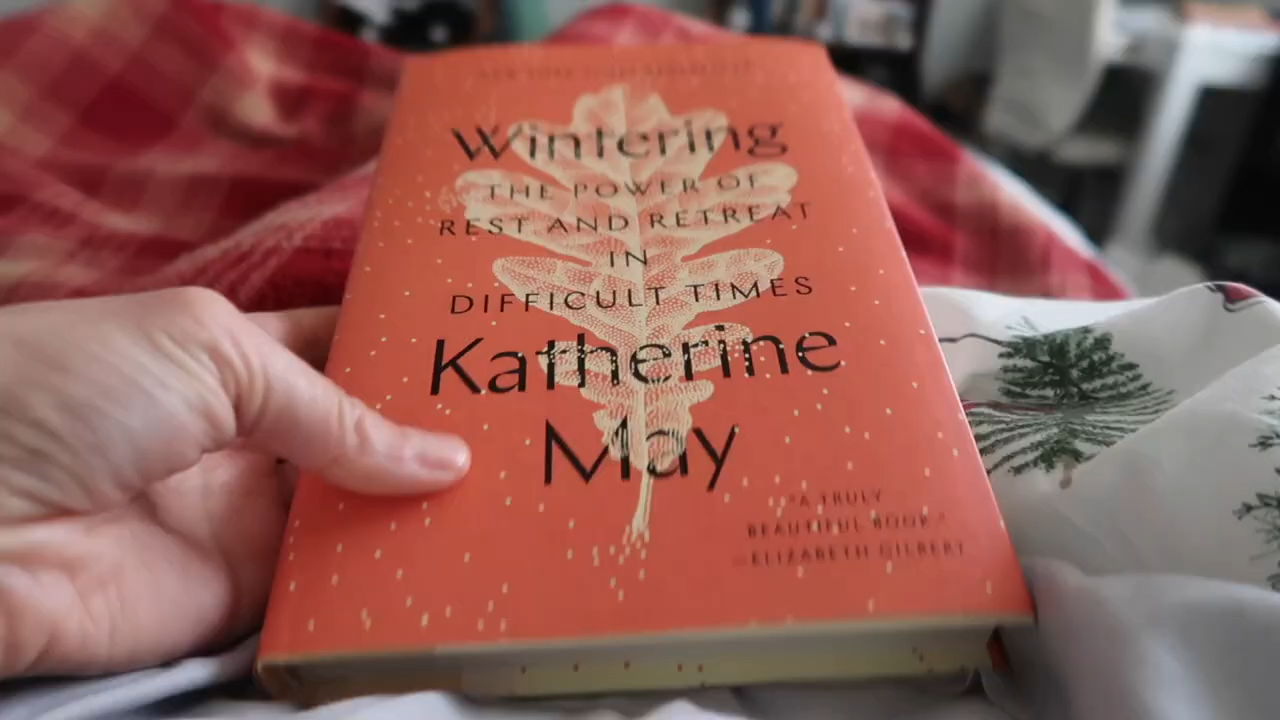 Wintering
THE POWER OF
REST AND RETREAT
IN
DIFFICULT TIMES
Katherine
May
"A TRULY
BEAUTIFUL BOOK."
—ELIZABETH GILBERT